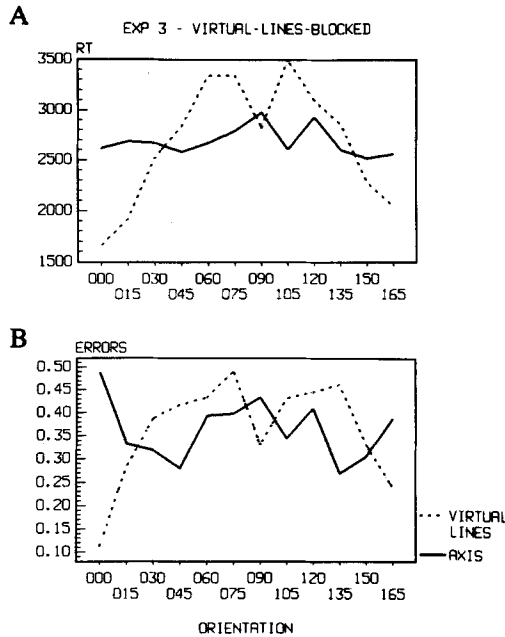 A
EXP 3 - VIRTUAL-LINES-BLOCKED
RT
3500
3000
2500
2000
1500
000 030 060 090 120 150
015 045 075 105 135 165
B
ERRORS
0.50
0.45
0.40
0.35
0.30
0.25
0.20
0.15
0.10
VIRTUAL
LINES
AXIS
000 030 060 090 120 150
015 045 075 105 135 165
ORIENTATION